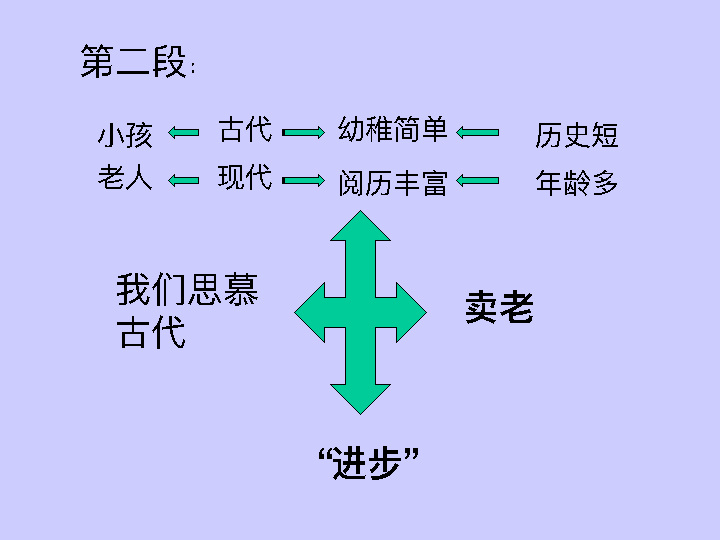 第二段：
小孩 古代 幼稚简单 历史短
老人 现代 阅历丰富 年龄多
我们思慕
古代
卖老
“进步”